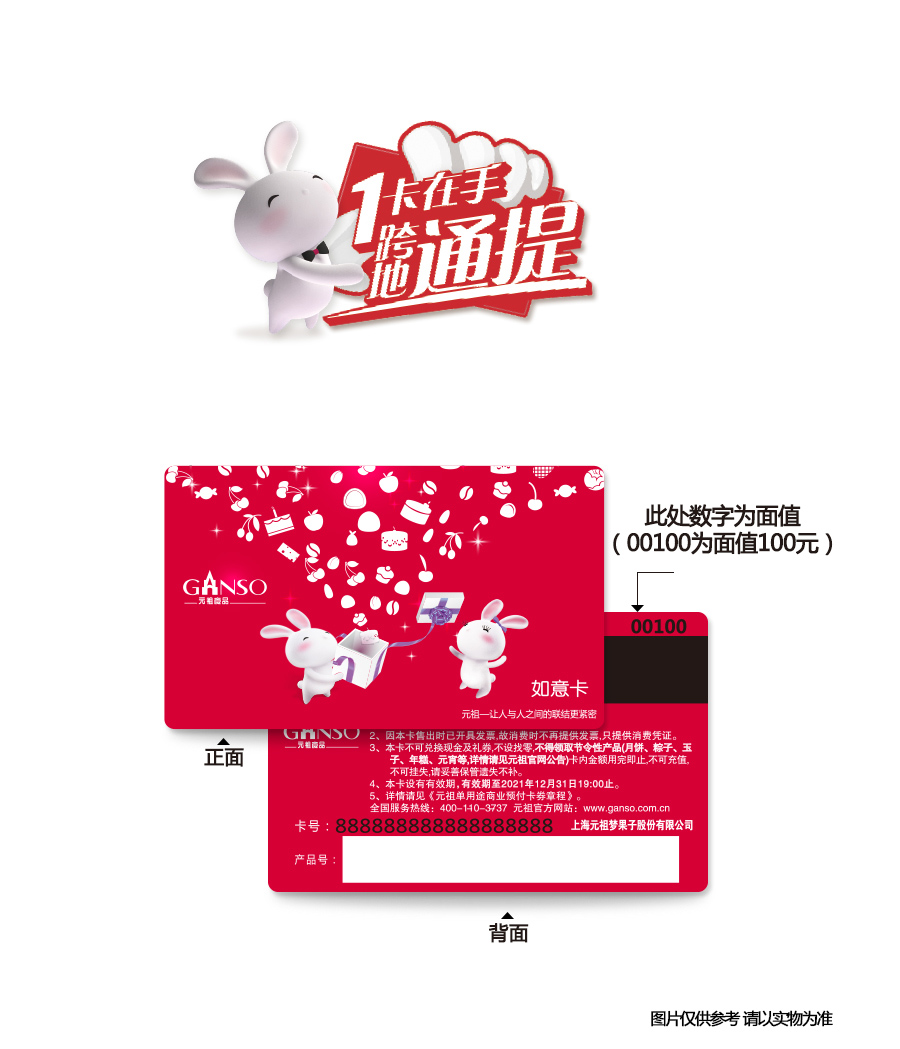 1卡在手
跨地通提
GANSO
元祖食品
如意卡
元祖—让人与人之间的联结更紧密
此处数字为面值
（00100为面值100元）
00100
正面
GANSO
元祖食品
2、因本卡售出时已开具发票,故消费时不再提供发票,只提供消费凭证。
3、本卡不可兑换现金及礼券,不设找零,不得领取节令性产品(月饼、粽子、玉
子、年糕、元宵等,详情请见元祖官网公告)卡内金额用完即止,不可充值,
不可挂失,请妥善保管遗失不补。
4、本卡设有有效期,有效期至2021年12月31日19:00止。
5、详情请见《元祖单用途商业预付卡券章程》。
全国服务热线：400-140-3737 元祖官方网站：www.ganso.com.cn
卡号：8888888888888888888 上海元祖梦果子股份有限公司
产品号：
背面
图片仅供参考 请以实物为准